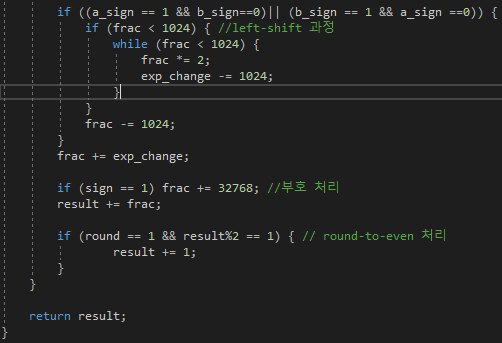 if ((a_sign == 1 && b_sign==0)|| (b_sign == 1 && a_sign ==0)) {
if (frac < 1024) { //left-shift 과정
while (frac < 1024) {
frac *= 2;
exp_change -= 1024;
}
}
frac -= 1024;
}
frac += exp_change;
if (sign == 1) frac += 32768; //부호 처리
result += frac;
if (round == 1 && result%2 == 1) { // round-to-even 처리
result += 1;
}
}
return result;
}